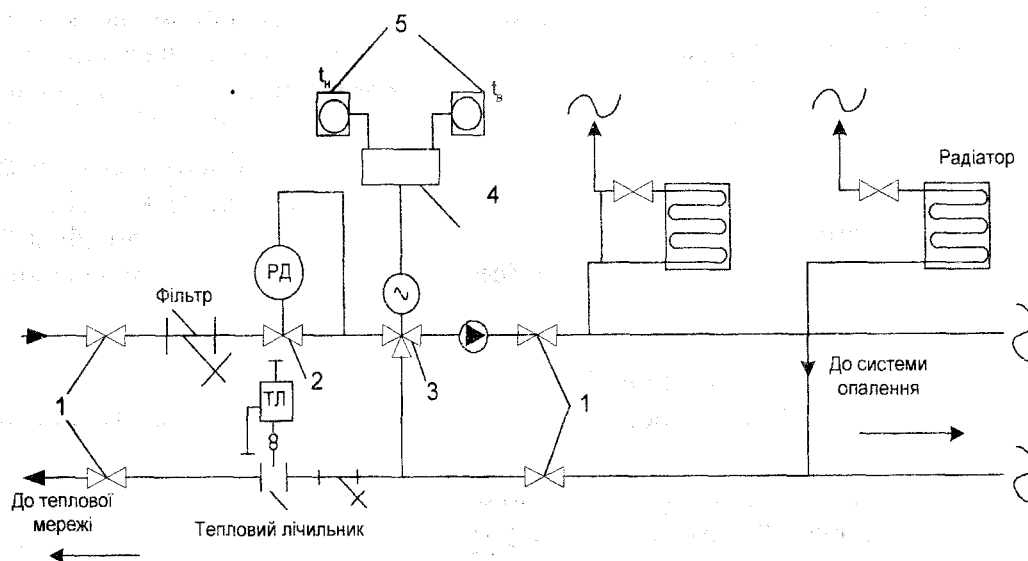 5
tн
tв
Радіатор
4
РД
Фільтр
2
3
1
ТЛ
1
До системи
опалення
До теплової
мережі
Тепловий лічильник